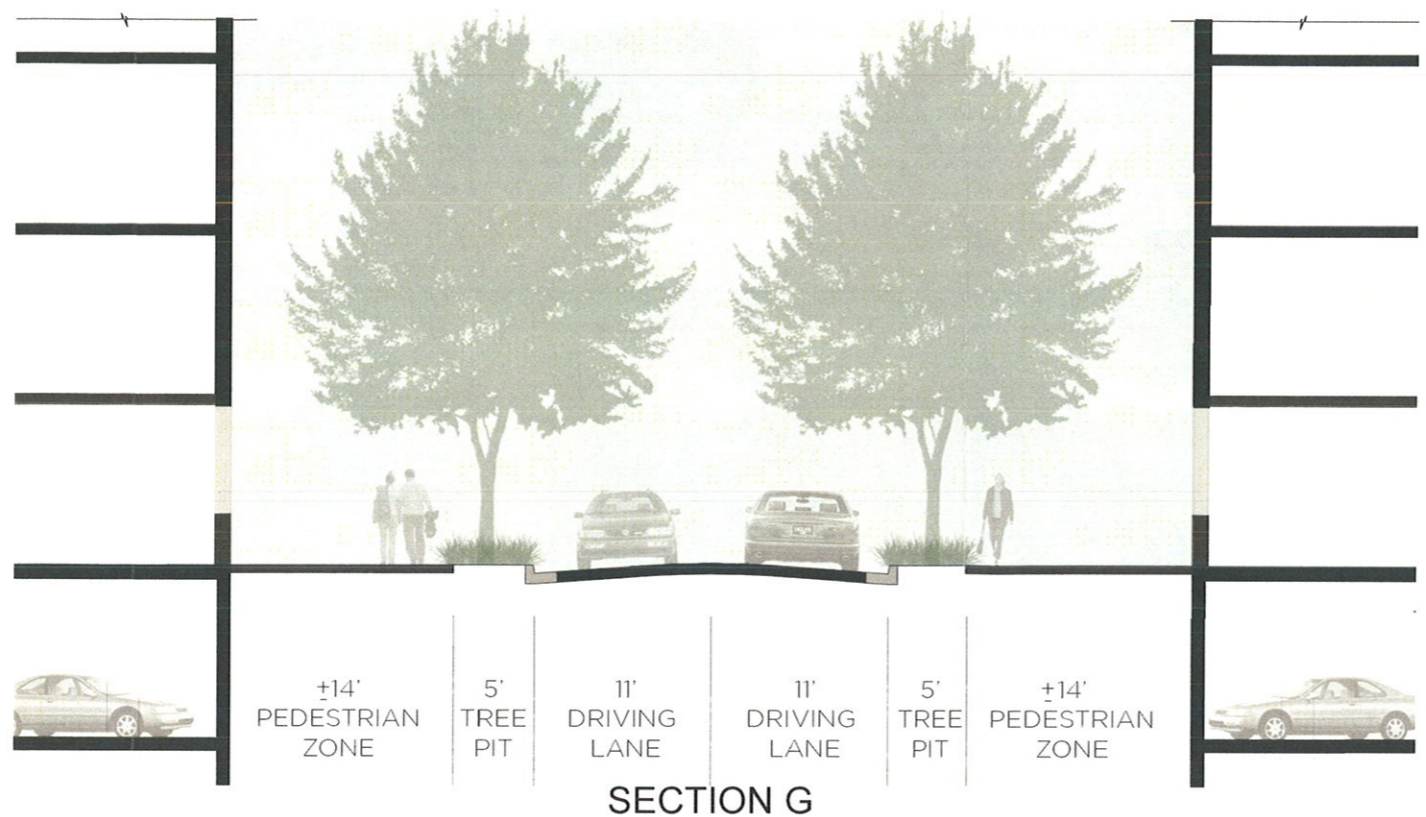 ±14'
PEDESTRIAN
ZONE
5'
TREE
PIT
11'
DRIVING
LANE
11'
DRIVING
LANE
5'
TREE
PIT
±14'
PEDESTRIAN
ZONE
SECTION G